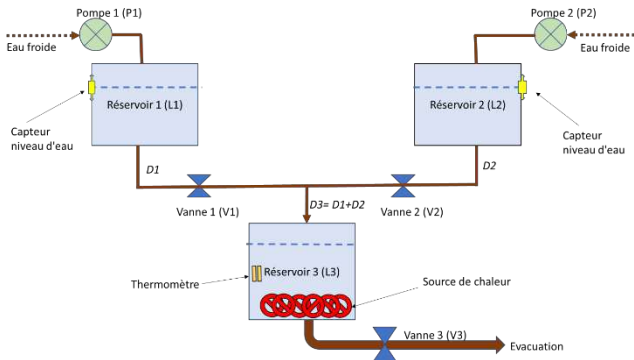 Pompe 1 (P1)
Pompe 2 (P2)
Eau froide
Eau froide
Réservoir 1 (L1)
Réservoir 2 (L2)
Capteur
niveau d'eau
Capteur
niveau d'eau
D1
D2
Vanne 1 (V1)
D3= D1+D2
Vanne 2 (V2)
Réservoir 3 (L3)
Thermomètre
Source de chaleur
Vanne 3 (V3)
Evacuation